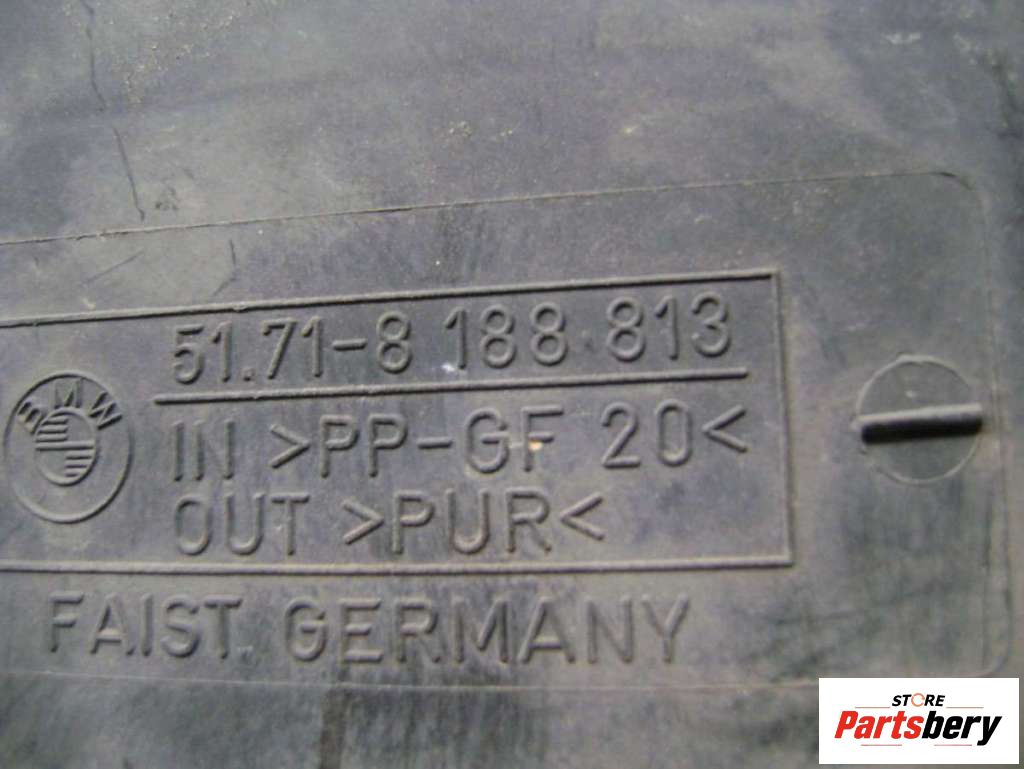 51.71-8 188 813
BMW
IN >PP-GF 20<
OUT >PUR<
FAIST. GERMANY
STORE
Partsbery